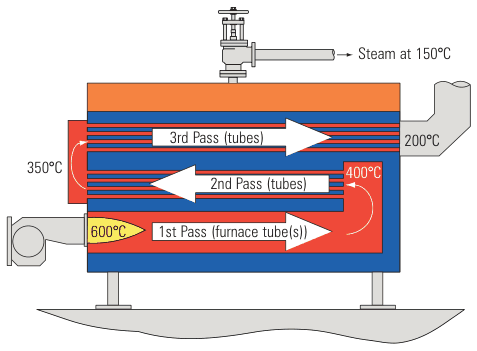 Steam at 150°C
3rd Pass (tubes)
200°C
350°C
400°C
2nd Pass (tubes)
600°C
1st Pass (furnace tube(s))